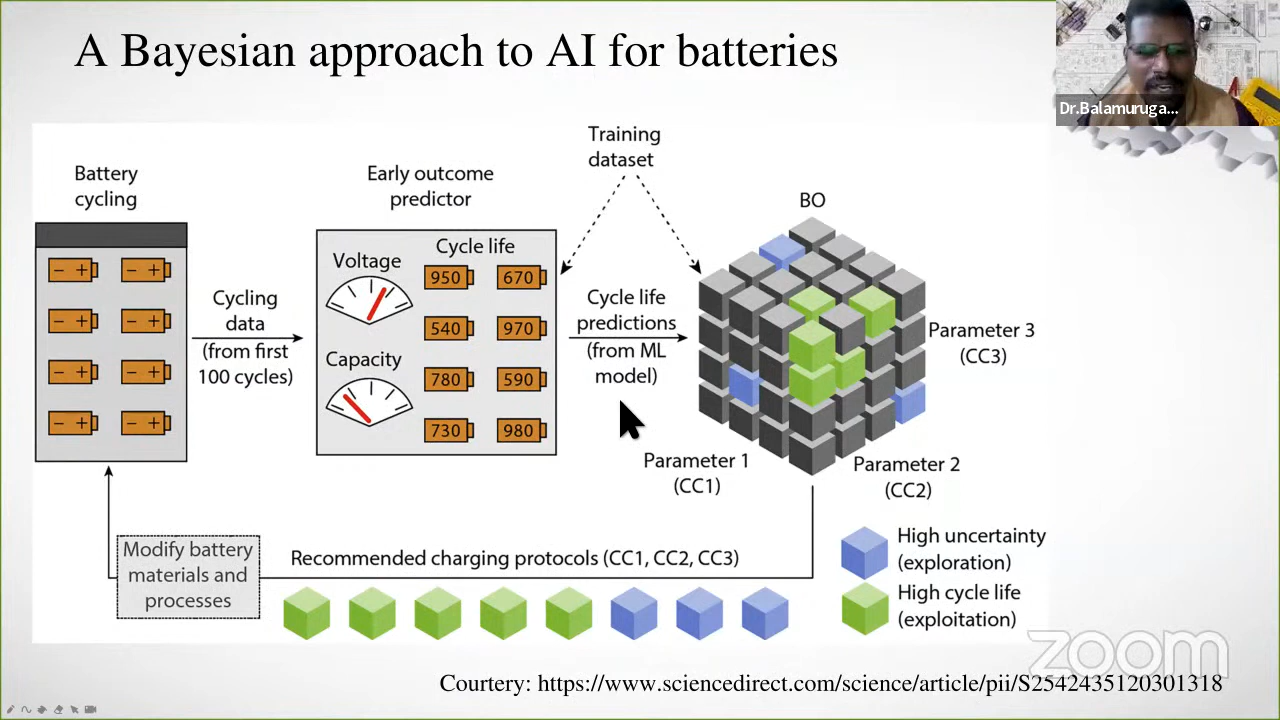 A Bayesian approach to AI for batteries
Dr.Balamuruga...
Training
dataset
Battery
cycling
Early outcome
predictor
BO
Voltage
Cycle life
950
670
540
970
Capacity
780
590
730
980
- +
- +
- +
- +
- +
- +
- +
- +
Cycling
data
(from first
100 cycles)
Cycle life
predictions
(from ML
model)
Parameter 3
(CC3)
Parameter 1
(CC1)
Parameter 2
(CC2)
Modify battery
materials and
processes
Recommended charging protocols (CC1, CC2, CC3)
High uncertainty
(exploration)
High cycle life
(exploitation)
zoom
Courtery: https://www.sciencedirect.com/science/article/pii/S2542435120301318